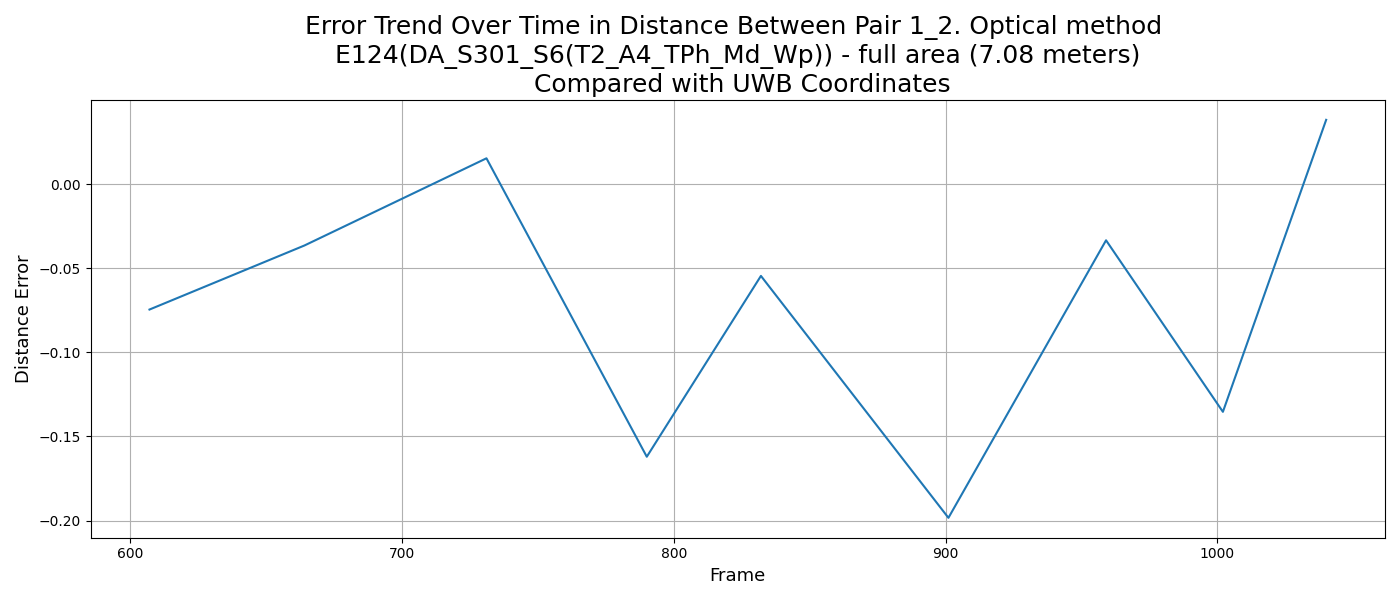 Error Trend Over Time in Distance Between Pair 1_2. Optical method
E124(DA_S301_S6(T2_A4_TPh_Md_Wp)) - full area (7.08 meters)
Compared with UWB Coordinates
Distance Error
0.00
−0.05
−0.10
−0.15
−0.20
600 700 800 900 1000
Frame